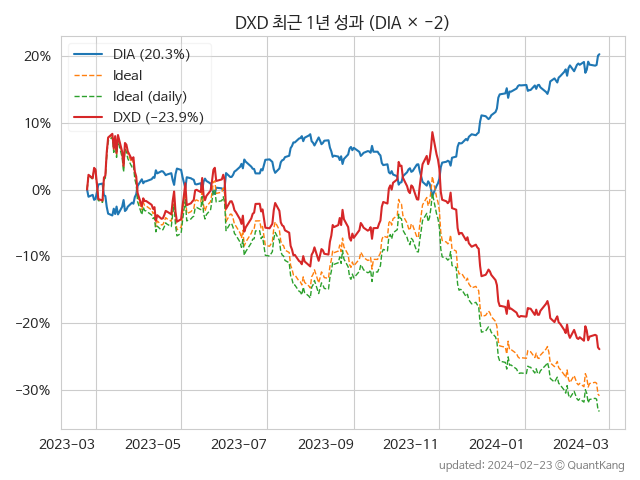 DXD 최근 1년 성과 (DIA × −2)
DIA (20.3%)
Ideal
Ideal (daily)
DXD (−23.9%)
20%
10%
0%
−10%
−20%
−30%
2023-03 2023-05 2023-07 2023-09 2023-11 2024-01 2024-03
updated: 2024-02-23 ⓒ QuantKang